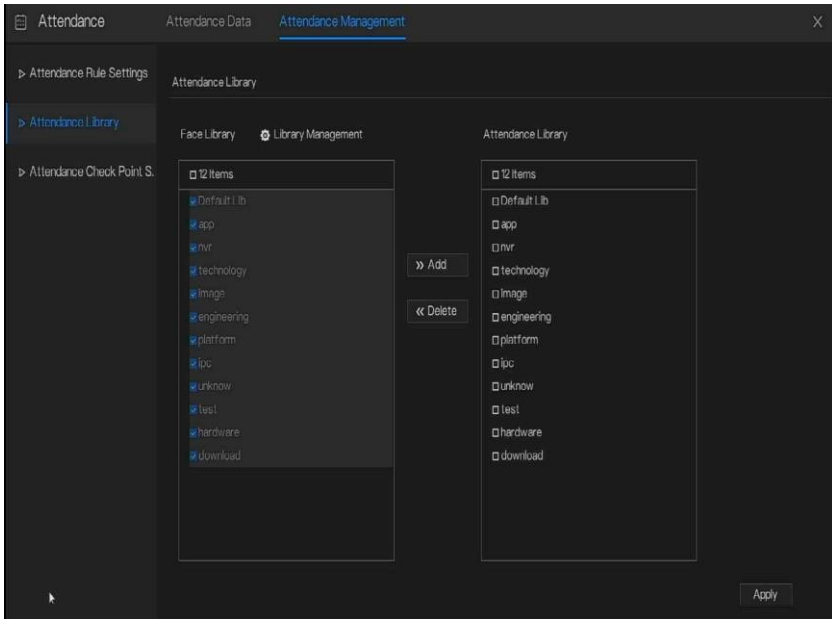 Attendance
Attendance Data
Attendance Management
X
Attendance Rule Settings
Attendance Library
Attendance Check Point S.
Attendance Library
Face Library
Library Management
Attendance Library
12 Items
Default Lib
app
nvr
technology
image
engineering
platform
ipc
unknow
test
hardware
download
>> Add
<< Delete
12 Items
Default Lib
app
nvr
technology
image
engineering
platform
ipc
unknow
test
hardware
download
Apply